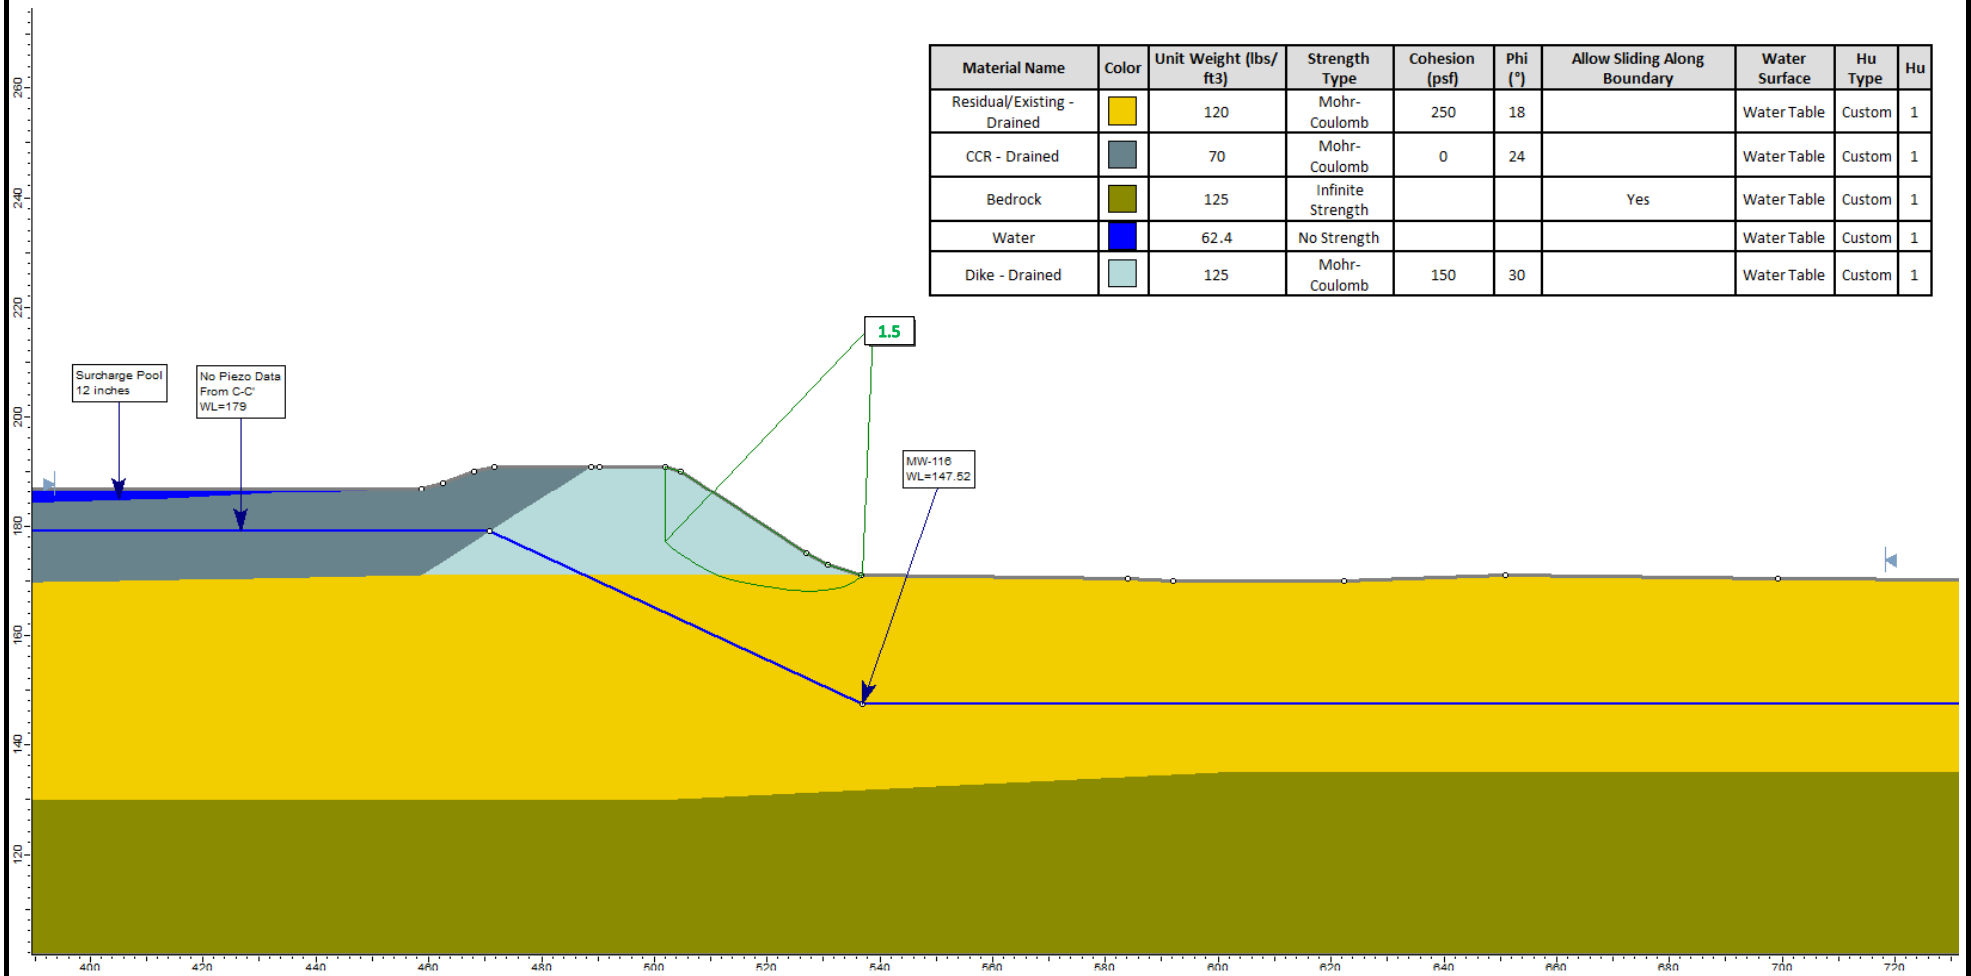 Material Name Color Unit Weight (lbs/ Strength Cohesion Phi Allow Sliding Along Water Hu Hu
ft3) Type (psf) (°) Boundary Surface Type
Residual/Existing - Mohr-
Drained 120 Coulomb 250 18 Water Table Custom 1
CCR - Drained 70 Mohr- 0 24 Water Table Custom 1
Coulomb
Bedrock 125 Infinite Yes Water Table Custom 1
Strength
Water 62.4 No Strength Water Table Custom 1
Dike - Drained 125 Mohr- 150 30 Water Table Custom 1
Coulomb
1.5
Surcharge Pool
12 inches
No Piezo Data
From C-C'
WL=179
MW-116
WL=147.52
260
240
220
200
180
160
140
120
400 420 440 460 480 500 520 540 560 580 600 620 640 660 680 700 720